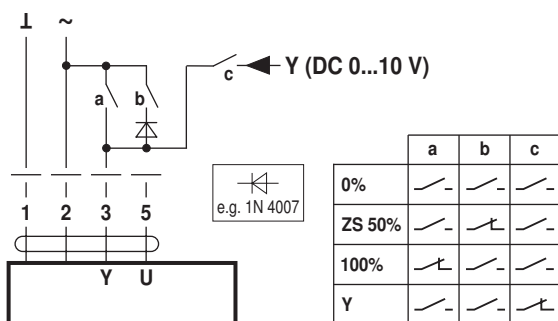 ⊥ ~
a b c Y (DC 0...10 V)
1 2 3 5
Y U
e.g. 1N 4007
a b c
0%
ZS 50%
100%
Y